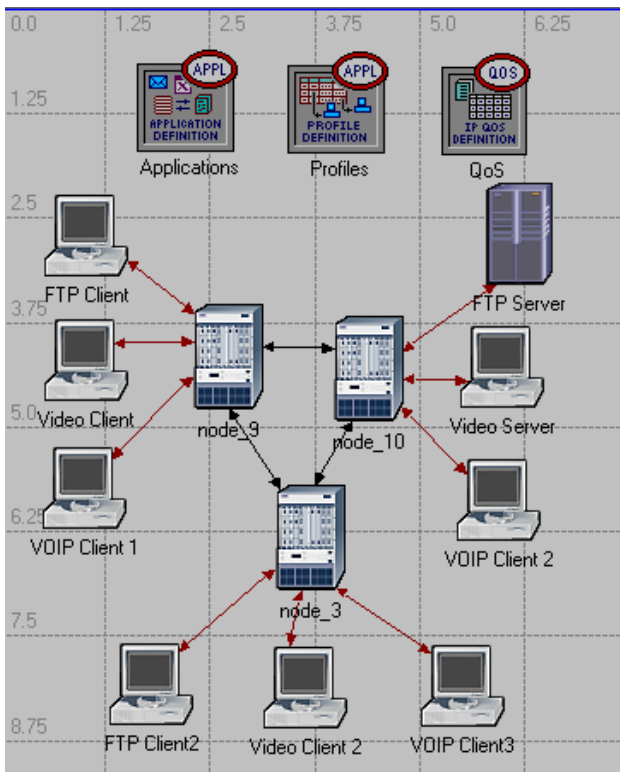 0.0 1.25 2.5 3.75 5.0 6.25
APPL APPL QOS
1.25
APPLICATION DEFINITION
PROFILE DEFINITION
IP QOS DEFINITION
Applications Profiles QoS
2.5
FTP Client
FTP Server
3.75
Video Client
Video Server
5.0
node_9 node_10
6.25
VOIP Client 1
VOIP Client 2
node_3
7.5
FTP Client2 Video Client 2 VOIP Client3
8.75